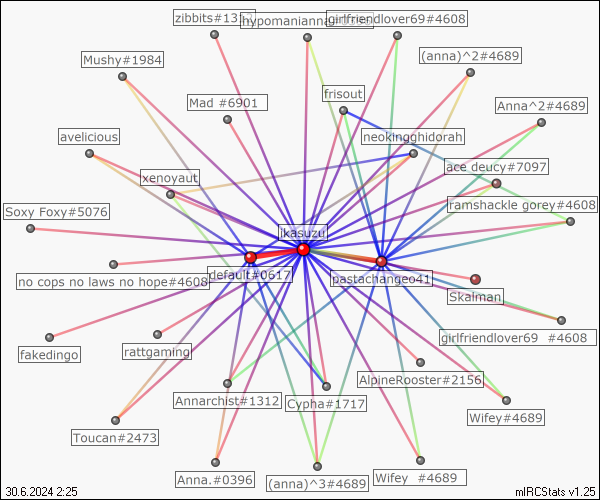 zibbits#131
hypomanianna
girlfriendlover69#4608
Mushy#1984
(anna)^2#4689
frisout
Mad #6901
Anna^2#4689
avelicious
neokingghidorah
xenoyaut
ace deucy#7097
Soxy Foxy#5076
ramshackle gorey#4608
ikasuzu
default#0617
pastachangeo41
no cops no laws no hope#4608
Skalman
fakedingo
rattgaming
girlfriendlover69 #4608
AlpineRooster#2156
Annarchist#1312
Cypha#1717
Wifey#4689
Toucan#2473
Anna.#0396
(anna)^3#4689
Wifey #4689
30.6.2024 2:25
mIRCStats v1.25